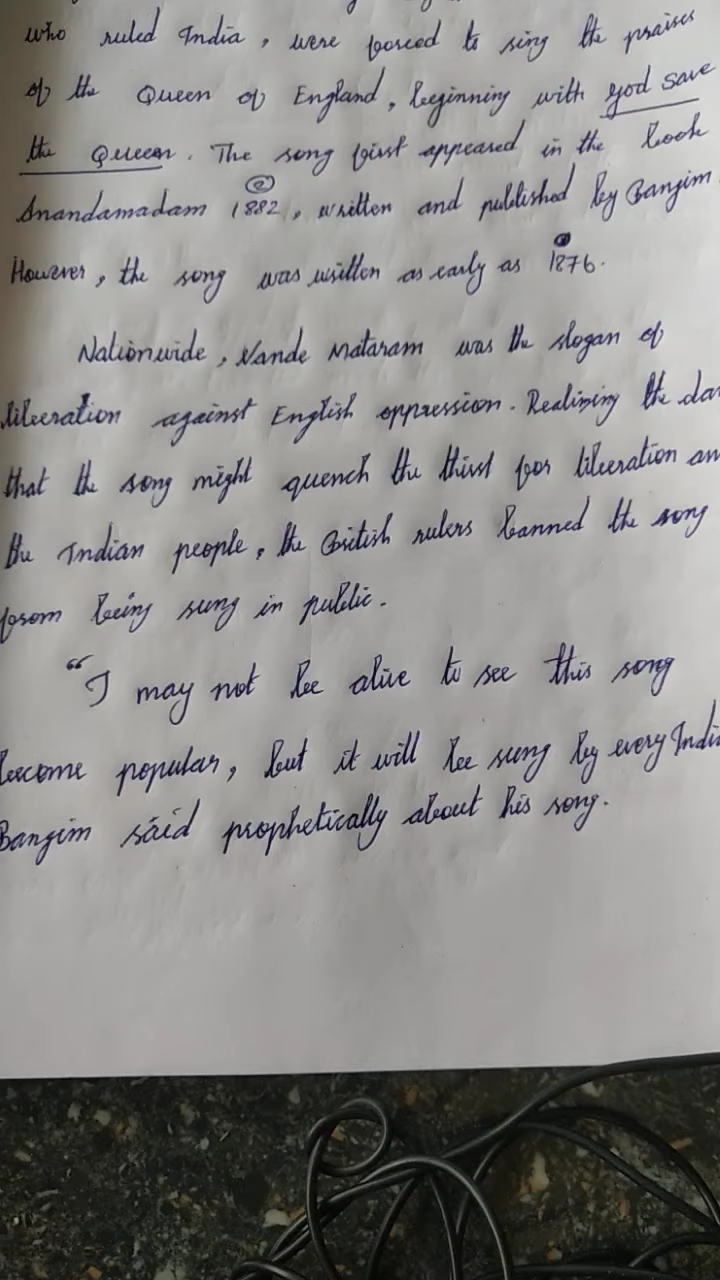 who ruled India, were forced to sing the praises
of the Queen of England, beginning with god save
the Queen. The song first appeared in the book
Anandamadam 1882, written and published by Bangim.
However, the song was written as early as 1876.
Nationwide, Vande Mataram was the slogan of
liberation against English oppression. Realizing the dan
that the song might quench the thirst for liberation am
the Indian people, the British rulers banned the song
from being sung in public.
"I may not be alive to see this song
become popular, but it will be sung by every India
Bangim said prophetically about his song.